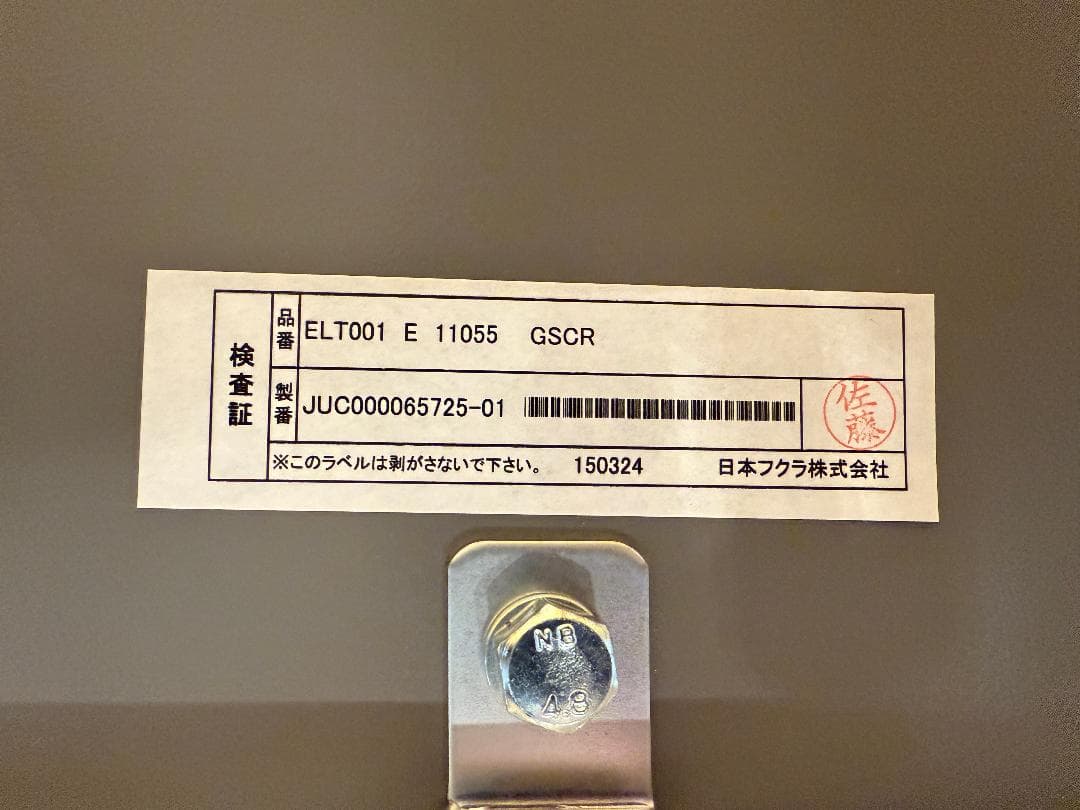 検査証
品番 ELT001 E 11055 GSCR
製番 JUC000065725-01
佐藤
※このラベルは剥がさないで下さい。 150324 日本フクラ株式会社
NB
4.8